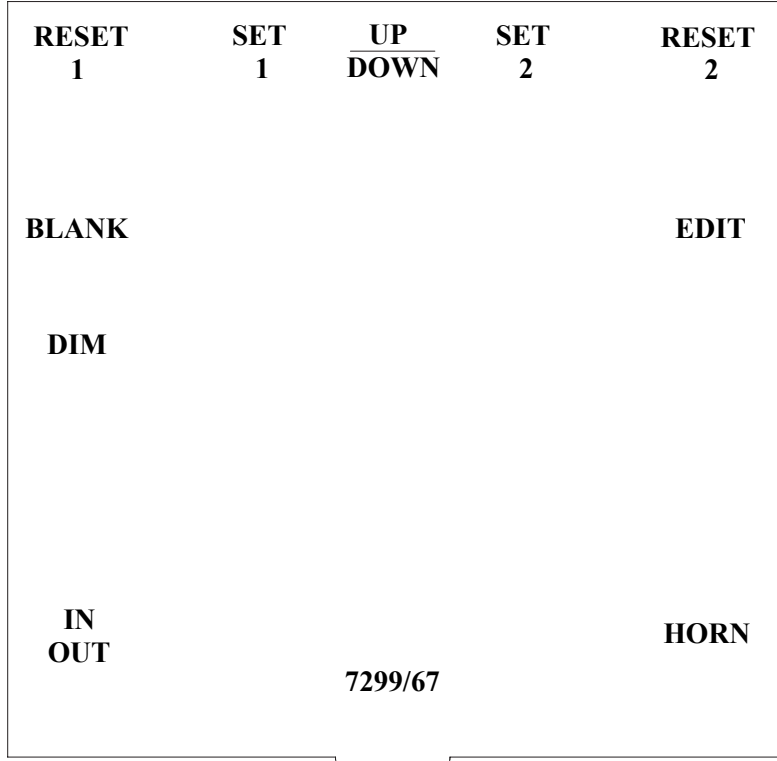 RESET SET UP SET RESET
1 1 DOWN 2 2
BLANK EDIT
DIM
IN
OUT HORN
7299/67